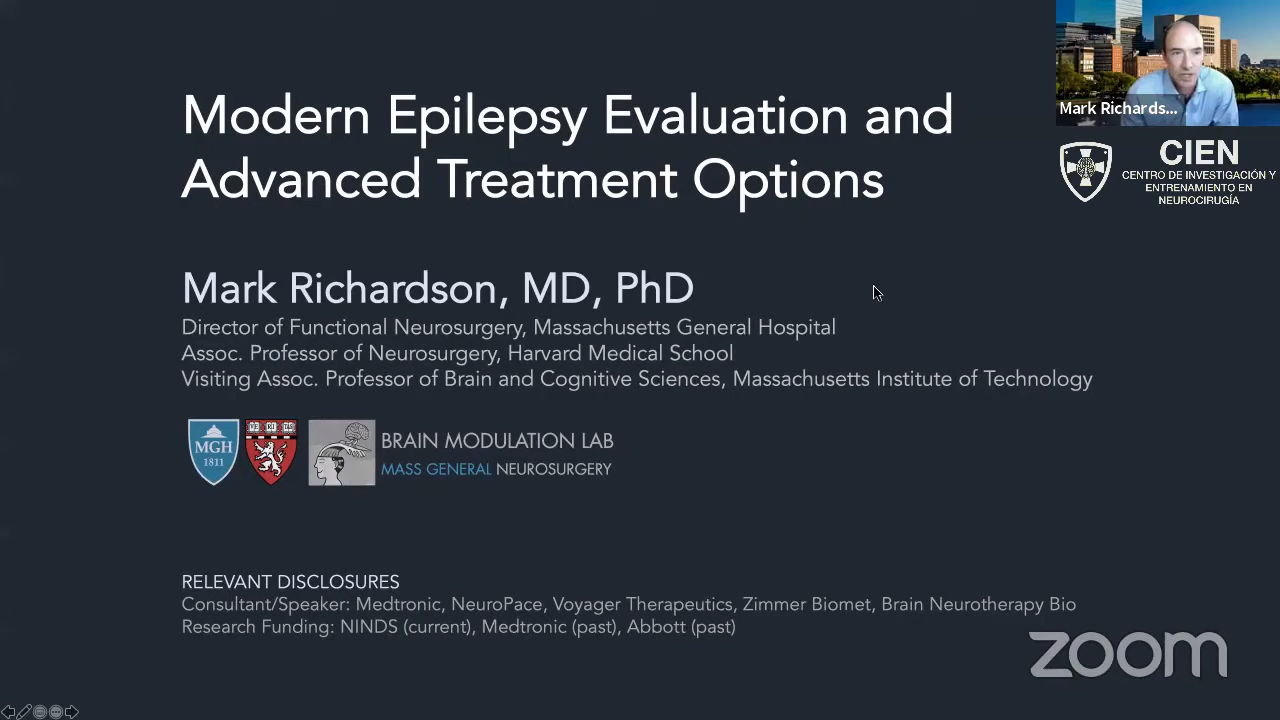 Modern Epilepsy Evaluation and
Advanced Treatment Options
Mark Richards...
CIEN
CENTRO DE INVESTIGACIÓN Y
ENTRENAMIENTO EN
NEUROCIRUGÍA
Mark Richardson, MD, PhD
Director of Functional Neurosurgery, Massachusetts General Hospital
Assoc. Professor of Neurosurgery, Harvard Medical School
Visiting Assoc. Professor of Brain and Cognitive Sciences, Massachusetts Institute of Technology
MGH
1811
VE RI TAS
BRAIN MODULATION LAB
MASS GENERAL NEUROSURGERY
RELEVANT DISCLOSURES
Consultant/Speaker: Medtronic, NeuroPace, Voyager Therapeutics, Zimmer Biomet, Brain Neurotherapy Bio
Research Funding: NINDS (current), Medtronic (past), Abbott (past)
zoom